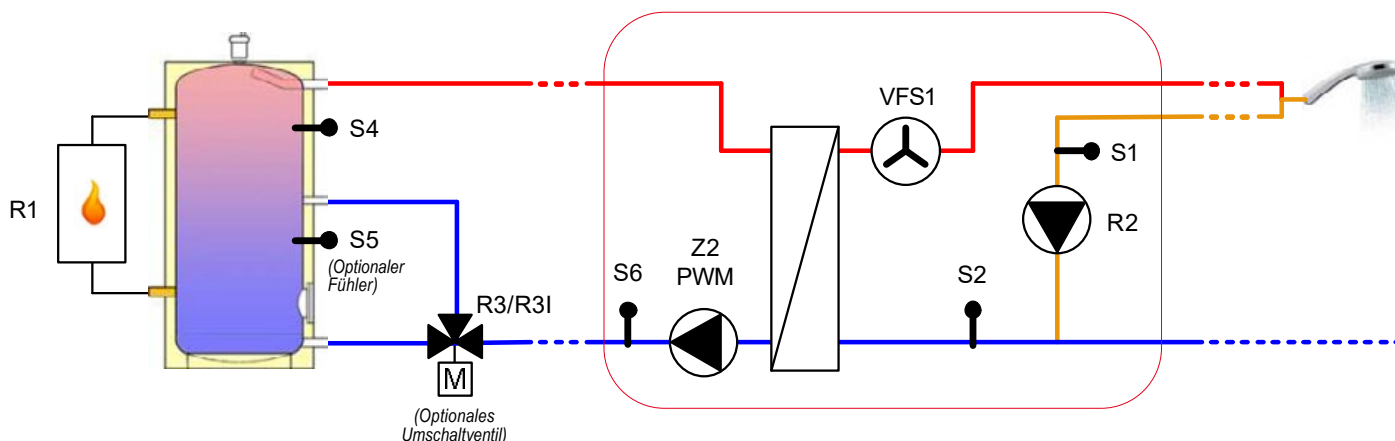 VFS1
S4
S1
R1
R2
S5
(Optionaler
Fühler)
Z2
PWM
S6
S2
R3/R3I
M
(Optionales
Umschaltventil)